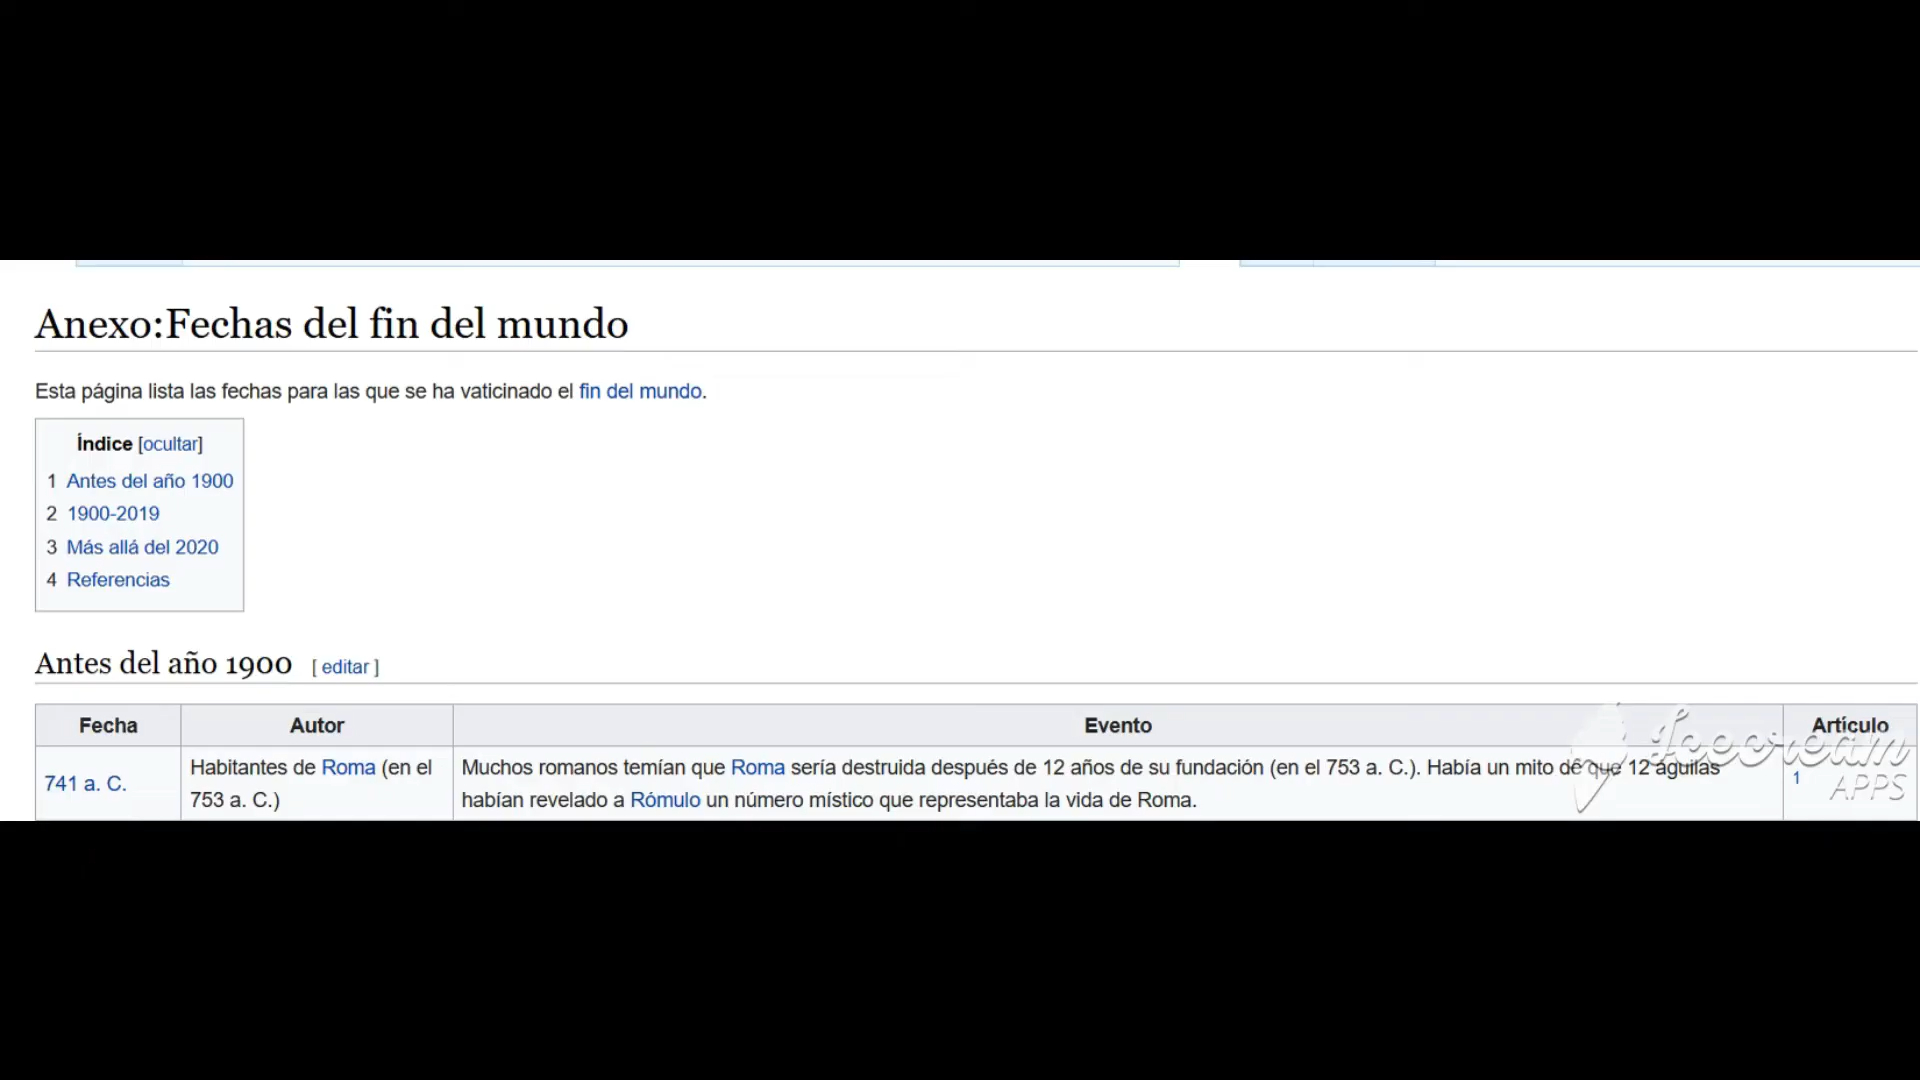 Anexo:Fechas del fin del mundo
Esta página lista las fechas para las que se ha vaticinado el fin del mundo.
Índice [ocultar]
1 Antes del año 1900
2 1900-2019
3 Más allá del 2020
4 Referencias
Antes del año 1900 [ editar ]
Fecha Autor Evento Artículo
741 a. C.
Habitantes de Roma (en el
753 a. C.)
Muchos romanos temían que Roma sería destruida después de 12 años de su fundación (en el 753 a. C.). Había un mito de que 12 águilas
habían revelado a Rómulo un número místico que representaba la vida de Roma.
1
Icecream
APPS